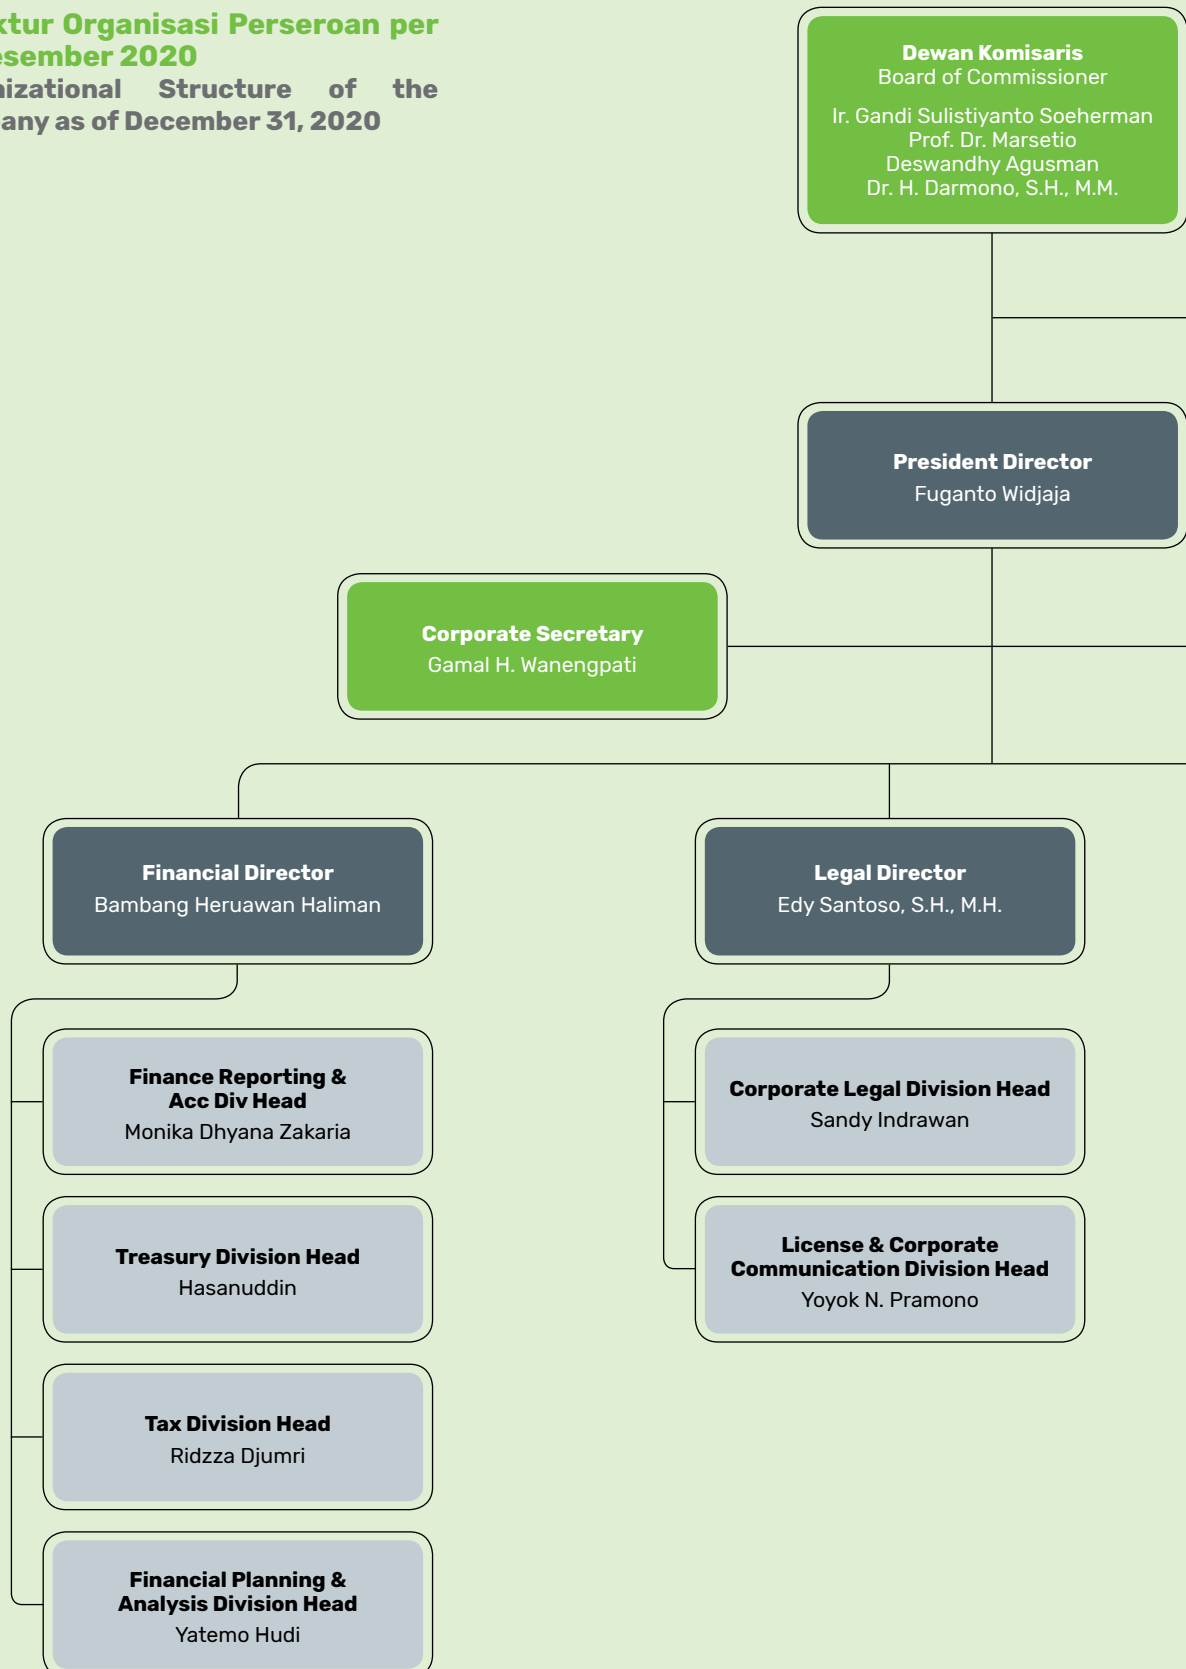 ktur Organisasi Perseroan per
esember 2020
nizational Structure of the
any as of December 31, 2020
Dewan Komisaris
Board of Commissioner
Ir. Gandi Sulistiyanto Soeherman
Prof. Dr. Marsetio
Deswandhy Agusman
Dr. H. Darmono, S.H., M.M.
President Director
Fuganto Widjaja
Corporate Secretary
Gamal H. Wanengpati
Financial Director
Bambang Heruawan Haliman
Legal Director
Edy Santoso, S.H., M.H.
Finance Reporting &
Acc Div Head
Monika Dhyana Zakaria
Corporate Legal Division Head
Sandy Indrawan
Treasury Division Head
Hasanuddin
License & Corporate
Communication Division Head
Yoyok N. Pramono
Tax Division Head
Ridzza Djumri
Financial Planning &
Analysis Division Head
Yatemo Hudi